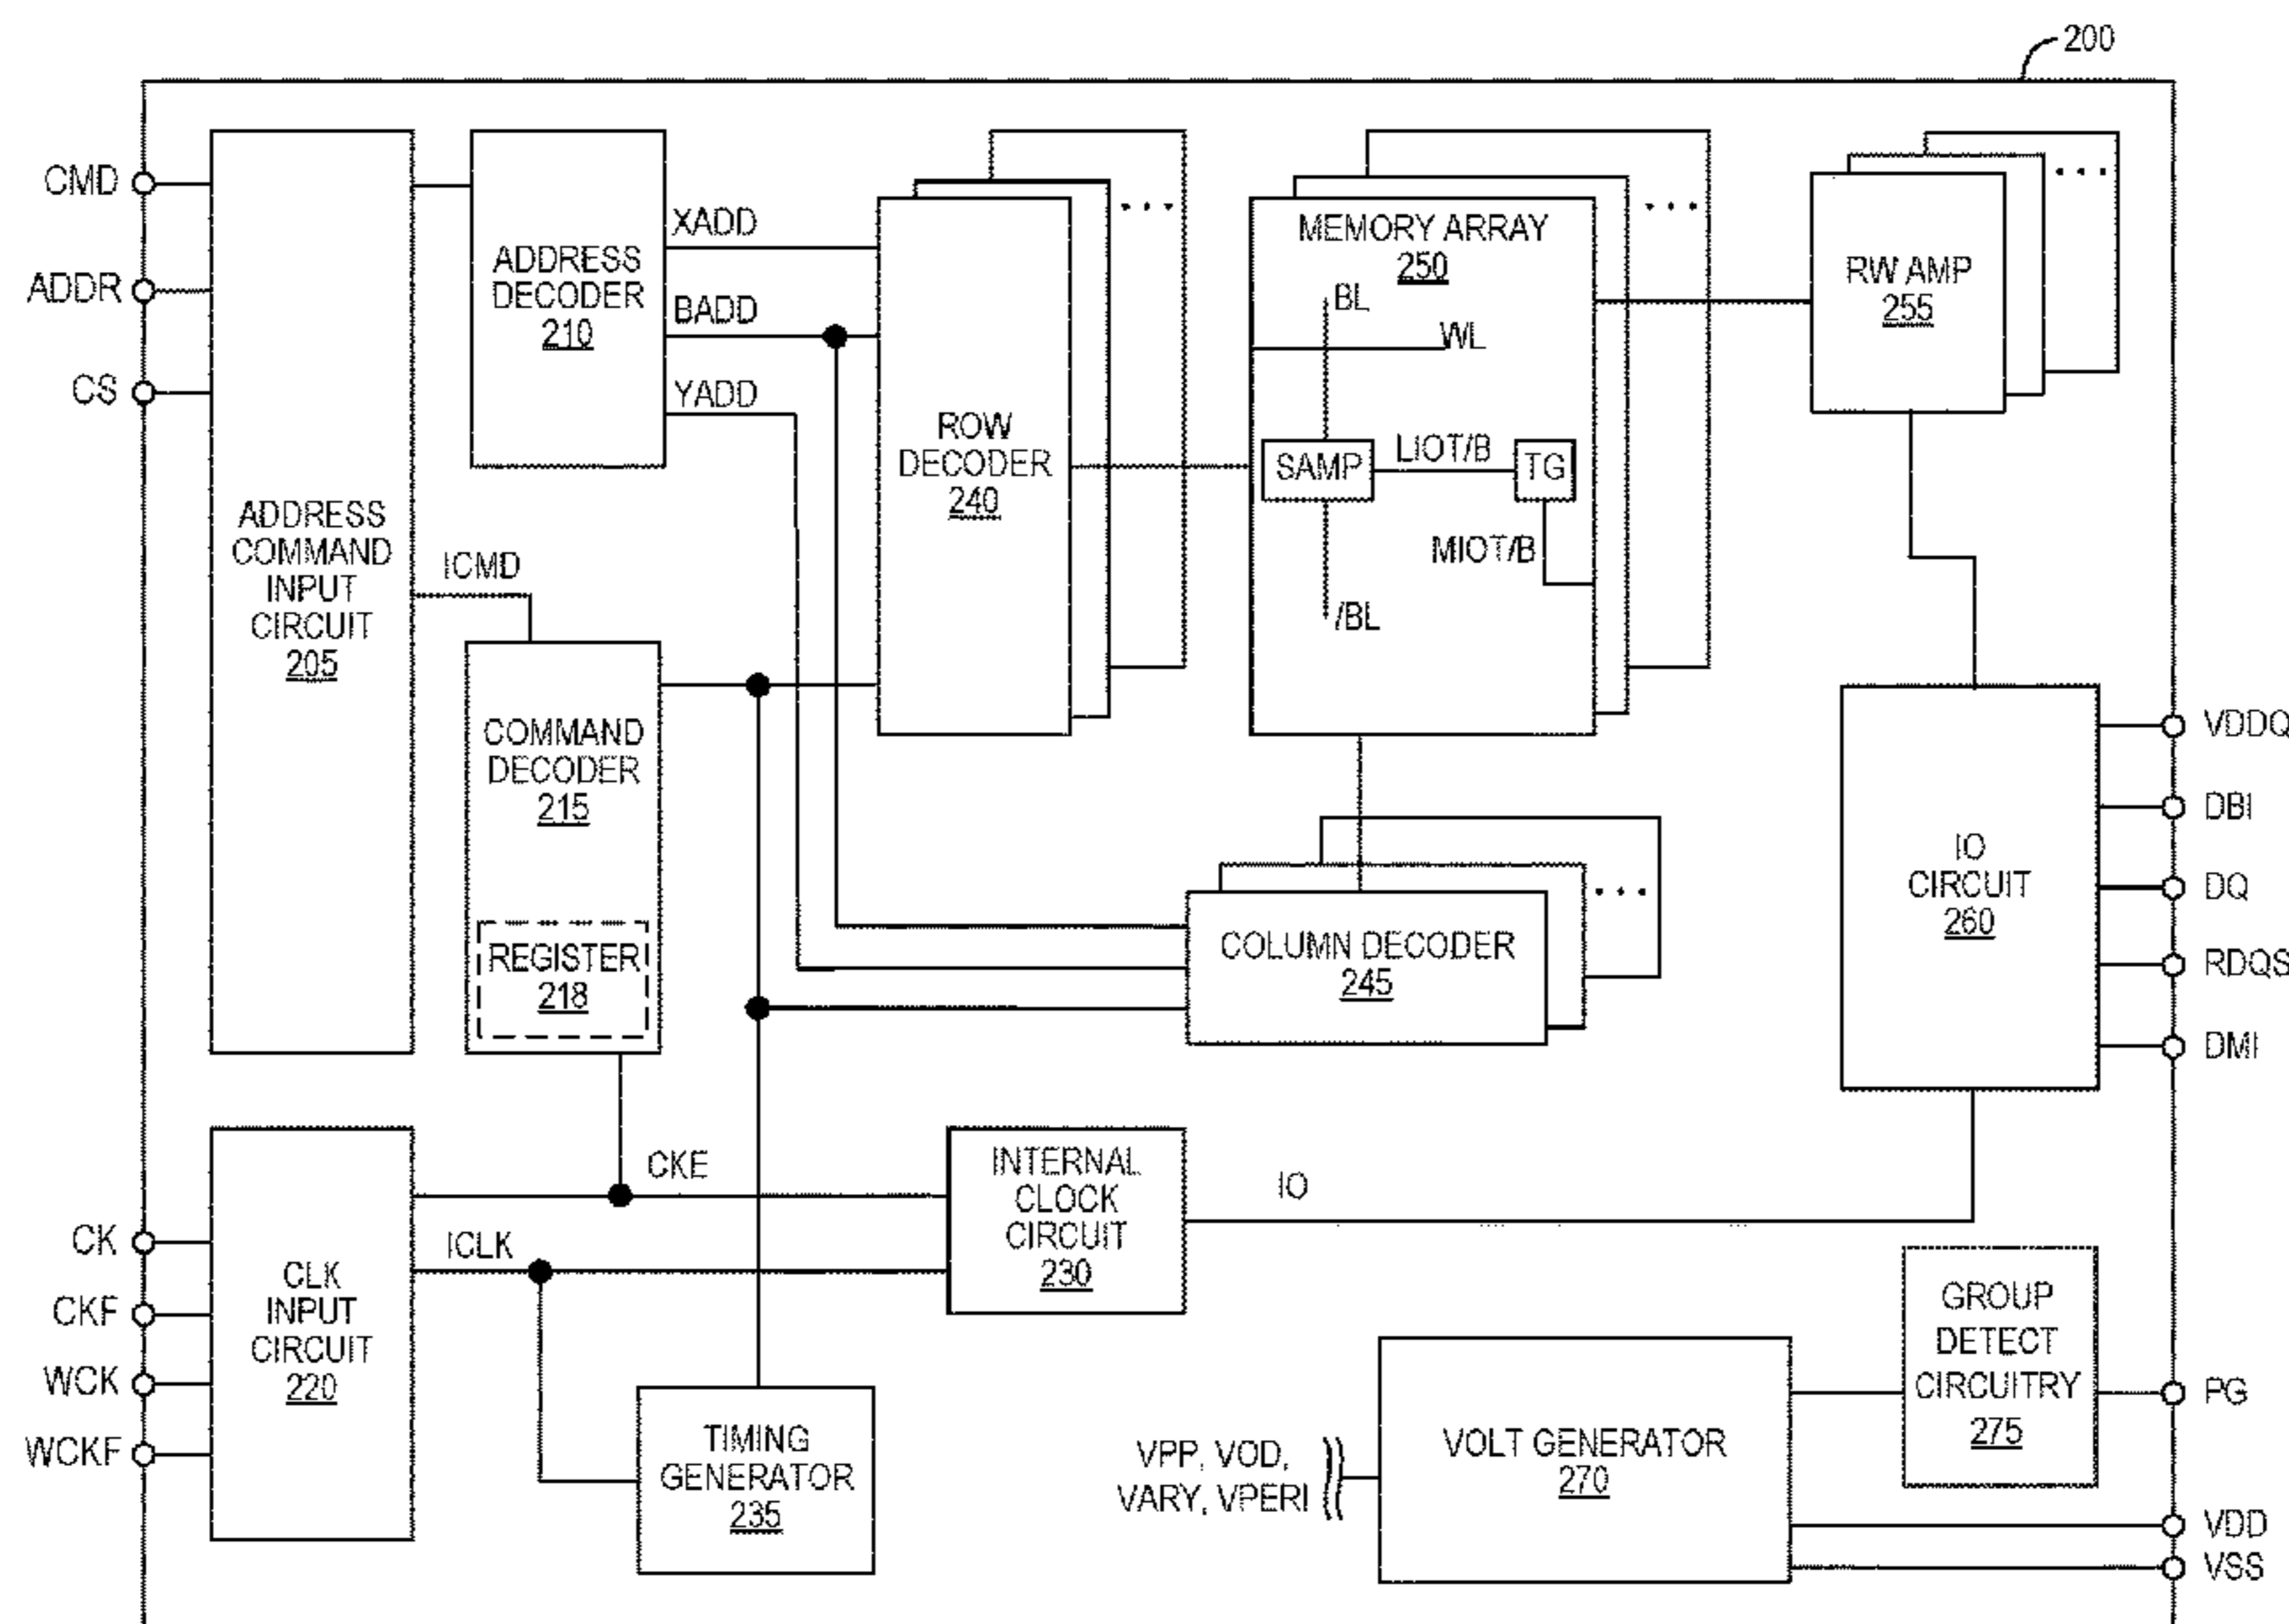 200
CMD
ADDR
CS
ADDRESS
COMMAND
INPUT
CIRCUIT
205
ADDRESS
DECODER
210
XADD
BADD
YADD
ICMD
COMMAND
DECODER
215
REGISTER
218
ROW
DECODER
240
...
MEMORY ARRAY
250
BL
WL
SAMP
LIOT/B
TG
MIOT/B
/BL
...
RW AMP
255
...
COLUMN DECODER
245
...
IO
CIRCUIT
260
VDDQ
DBI
DQ
RDQS
DMI
CK
CKF
WCK
WCKF
CLK
INPUT
CIRCUIT
220
CKE
ICLK
INTERNAL
CLOCK
CIRCUIT
230
IO
TIMING
GENERATOR
235
VPP, VOD,
VARY, VPERI
VOLT GENERATOR
270
GROUP
DETECT
CIRCUITRY
275
PG
VDD
VSS